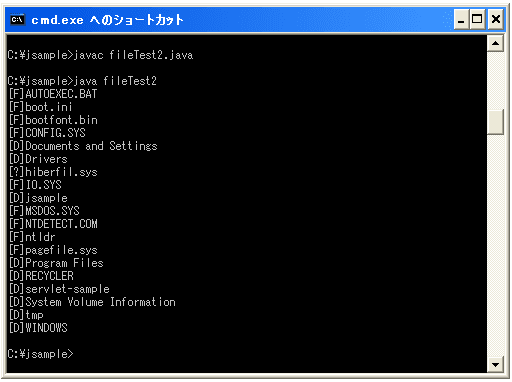 cmd.exe へのショートカット
C:¥jsample>javac fileTest2.java
C:¥jsample>java fileTest2
[F]AUTOEXEC.BAT
[F]boot.ini
[F]bootfont.bin
[F]CONFIG.SYS
[D]Documents and Settings
[D]Drivers
[?]hiberfil.sys
[F]IO.SYS
[D]jsample
[F]MSDOS.SYS
[F]NTDETECT.COM
[F]ntldr
[F]pagefile.sys
[D]Program Files
[D]RECYCLER
[D]servlet-sample
[D]System Volume Information
[D]tmp
[D]WINDOWS
C:¥jsample>